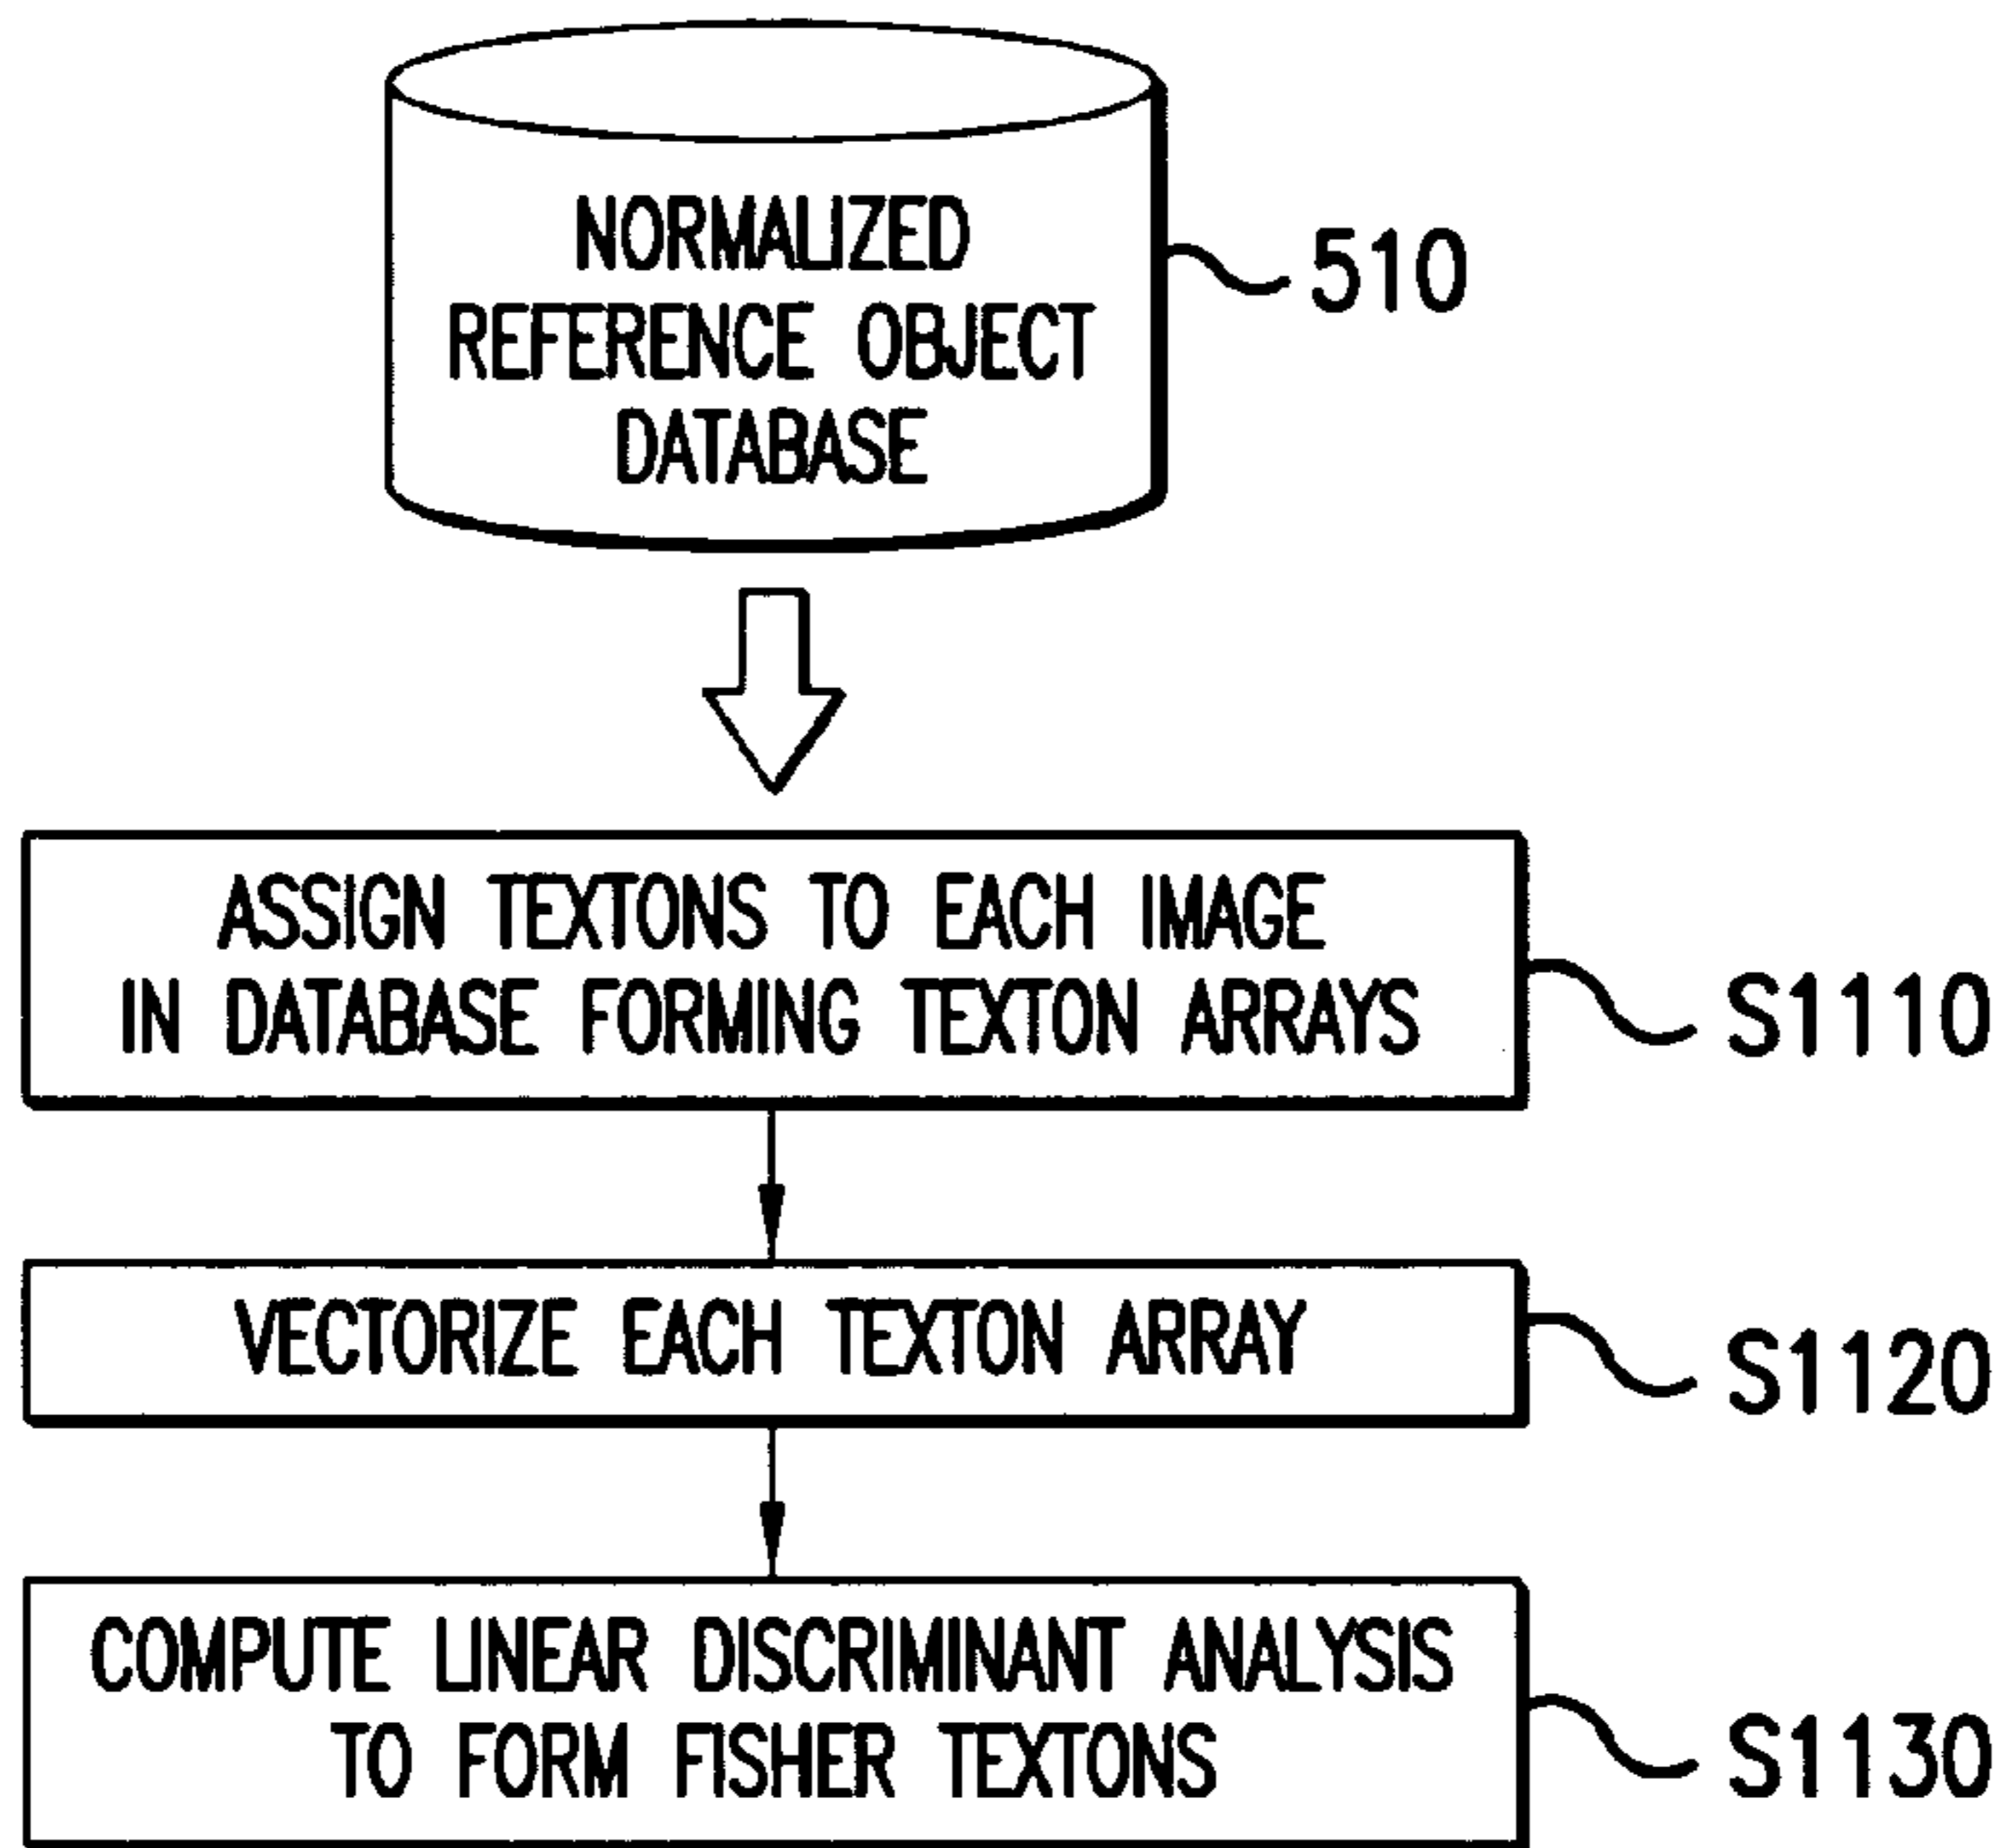 NORMALIZED
REFERENCE OBJECT
DATABASE
510
ASSIGN TEXTONS TO EACH IMAGE
IN DATABASE FORMING TEXTON ARRAYS
S1110
VECTORIZE EACH TEXTON ARRAY
S1120
COMPUTE LINEAR DISCRIMINANT ANALYSIS
TO FORM FISHER TEXTONS
S1130